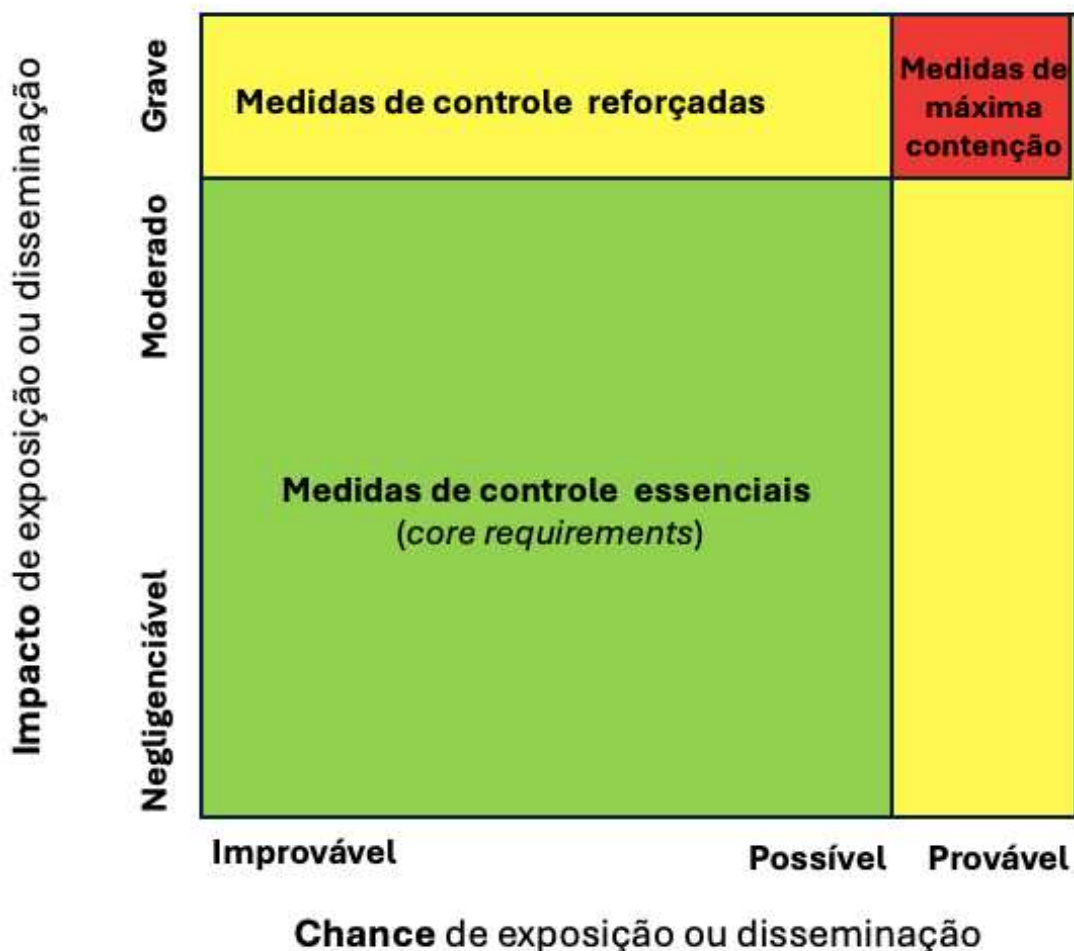 Impacto de exposição ou disseminação
Grave
Moderado
Negligenciável
Medidas de controle reforçadas
Medidas de
máxima
contenção
Medidas de controle essenciais
(core requirements)
Improvável
Possível
Provável
Chance de exposição ou disseminação